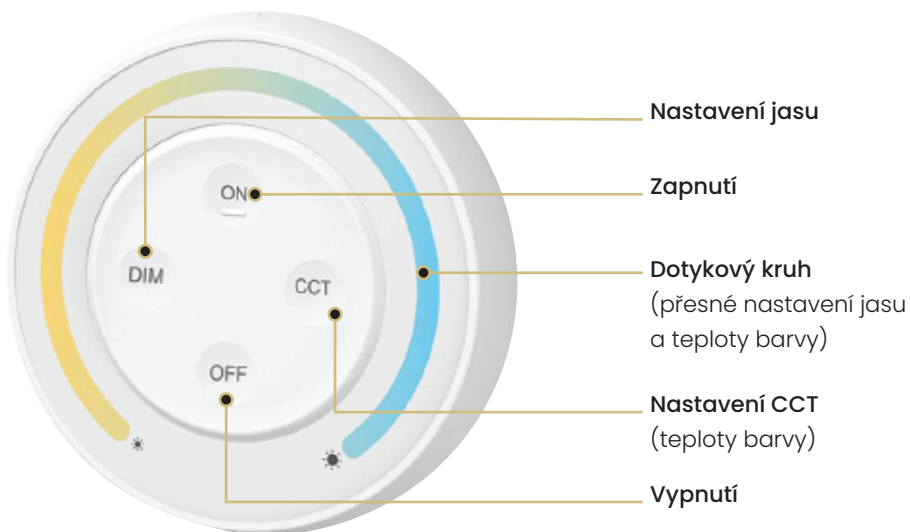 Nastavení jasu
ON
Zapnutí
DIM
CCT
Dotykový kruh
(přesné nastavení jasu
a teploty barvy)
OFF
Nastavení CCT
(teploty barvy)
Vypnutí